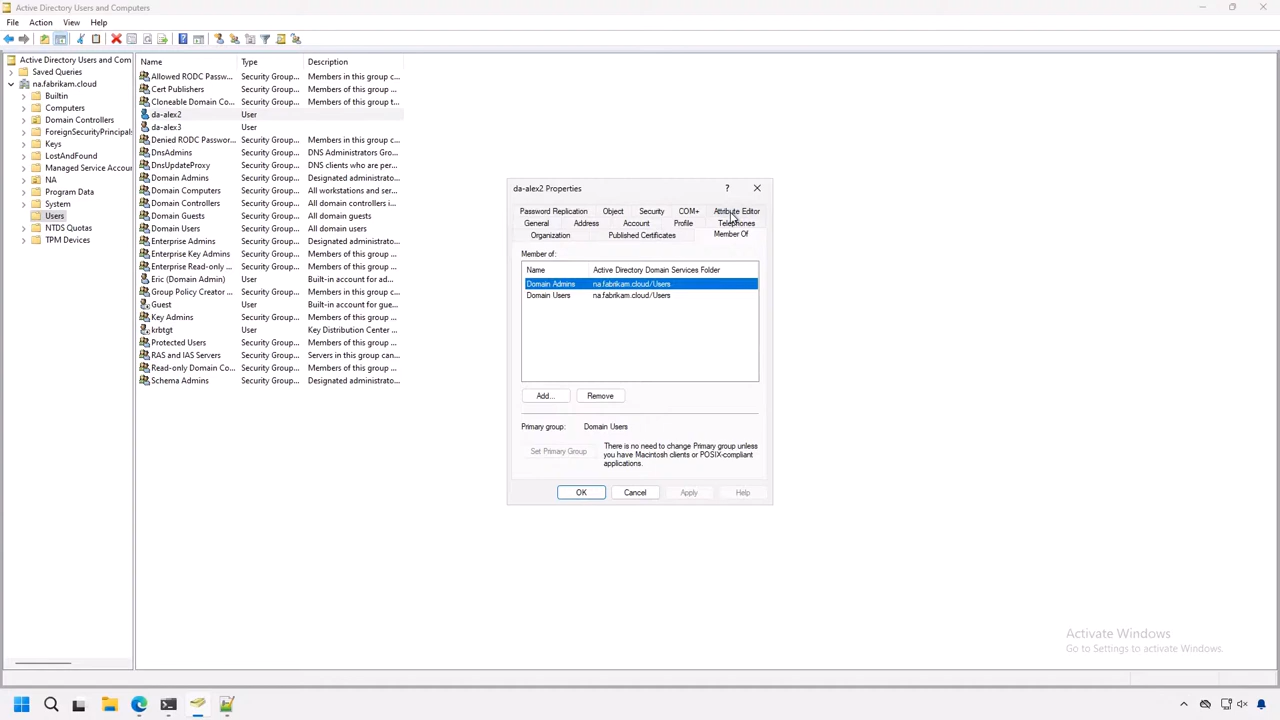 Active Directory Users and Computers
File Action View Help
Active Directory Users and Com
Saved Queries
na.fabrikam.cloud
Builtin
Computers
Domain Controllers
ForeignSecurityPrincipals
Keys
LostAndFound
Managed Service Accour
NA
Program Data
System
Users
NTDS Quotas
TPM Devices
Name Type Description
Allowed RODC Passw... Security Group... Members in this group c...
Cert Publishers Security Group... Members of this group ...
Cloneable Domain Co... Security Group... Members of this group t...
da-alex2 User
da-alex3 User
Denied RODC Passwor... Security Group... Members in this group c...
DnsAdmins Security Group... DNS Administrators Gro...
DnsUpdateProxy Security Group... DNS clients who are per...
Domain Admins Security Group... Designated administrato...
Domain Computers Security Group... All workstations and ser...
Domain Controllers Security Group... All domain controllers i...
Domain Guests Security Group... All domain guests
Domain Users Security Group... All domain users
Enterprise Admins Security Group... Designated administrato...
Enterprise Key Admins Security Group... Members of this group ...
Enterprise Read-only ... Security Group... Members of this group ...
Eric (Domain Admin) User Built-in account for ad...
Group Policy Creator ... Security Group... Members in this group c...
Guest User Built-in account for gue...
Key Admins Security Group... Members of this group ...
krbtgt User Key Distribution Center ...
Protected Users Security Group... Members of this group ...
RAS and IAS Servers Security Group... Servers in this group can...
Read-only Domain Co... Security Group... Members of this group ...
Schema Admins Security Group... Designated administrato...
da-alex2 Properties
? ×
Password Replication Object Security COM+ Attribute Editor
General Address Account Profile Telephones
Organization Published Certificates Member Of
Member of:
Name Active Directory Domain Services Folder
Domain Admins na.fabrikam.cloud/Users
Domain Users na.fabrikam.cloud/Users
Add... Remove
Primary group: Domain Users
Set Primary Group
There is no need to change Primary group unless
you have Macintosh clients or POSIX-compliant
applications.
OK Cancel Apply Help
Activate Windows
Go to Settings to activate Windows.